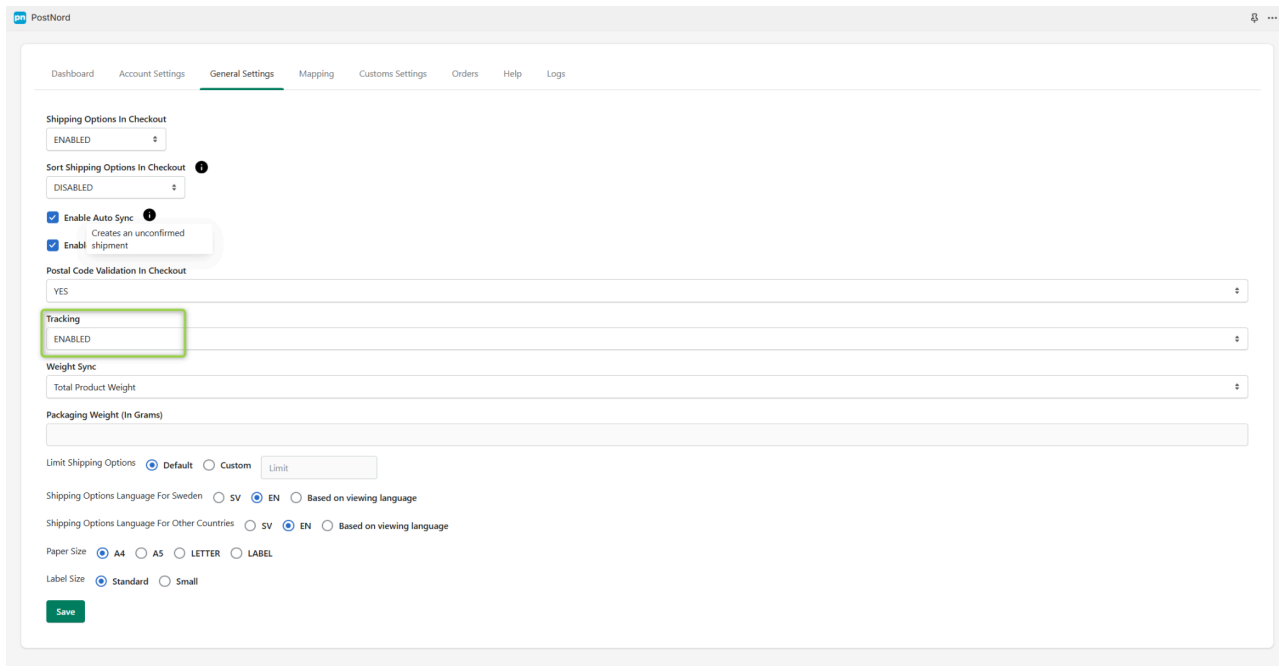 pn PostNord
Dashboard Account Settings General Settings Mapping Customs Settings Orders Help Logs
Shipping Options In Checkout
ENABLED
Sort Shipping Options In Checkout
DISABLED
Enable Auto Sync
Creates an unconfirmed
shipment
Enabl
Postal Code Validation In Checkout
YES
Tracking
ENABLED
Weight Sync
Total Product Weight
Packaging Weight (In Grams)
Limit Shipping Options Default Custom Limit
Shipping Options Language For Sweden SV EN Based on viewing language
Shipping Options Language For Other Countries SV EN Based on viewing language
Paper Size A4 A5 LETTER LABEL
Label Size Standard Small
Save